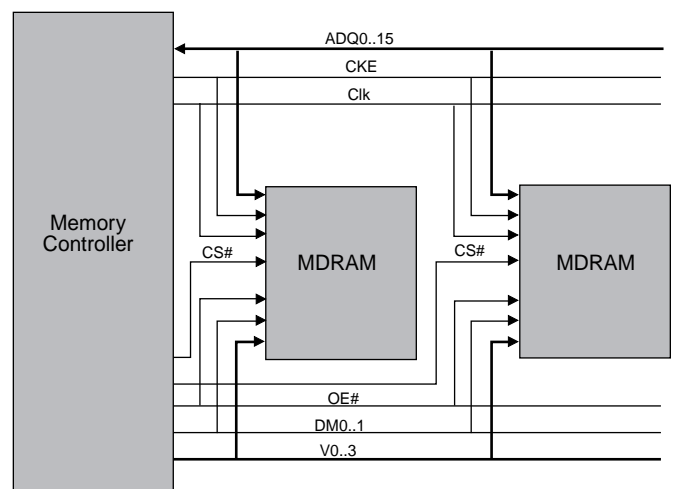 ADQ0..15
CKE
Clk
Memory
Controller
CS#
MDRAM
CS#
MDRAM
OE#
DM0..1
V0..3